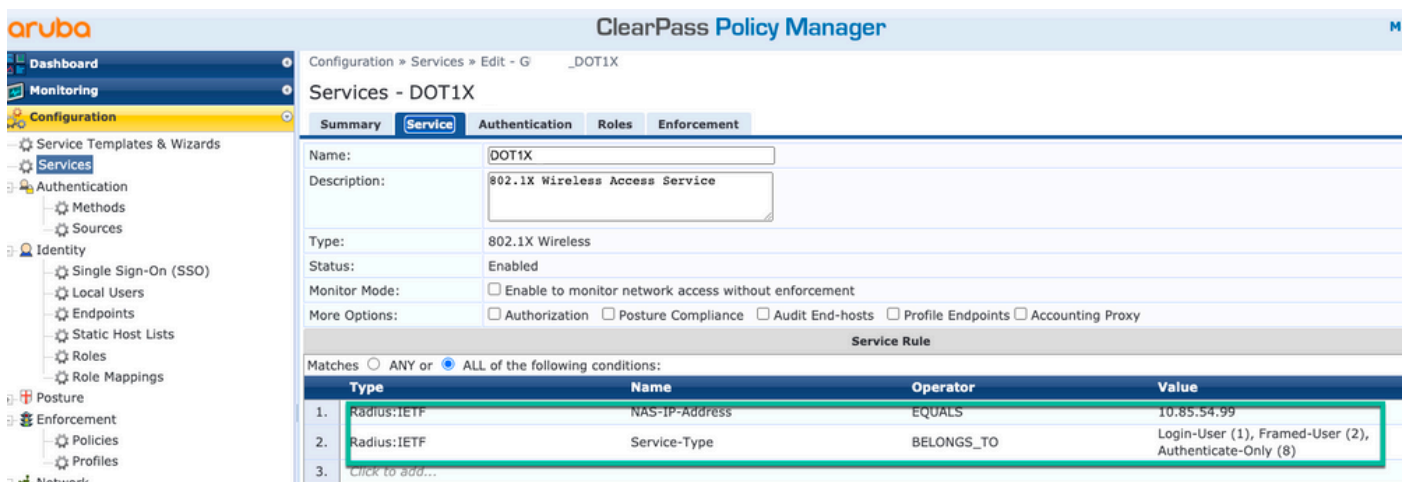 aruba
ClearPass Policy Manager
Dashboard
Monitoring
Configuration
Service Templates & Wizards
Services
Authentication
Methods
Sources
Identity
Single Sign-On (SSO)
Local Users
Endpoints
Static Host Lists
Roles
Role Mappings
Posture
Enforcement
Policies
Profiles
Network
Configuration » Services » Edit - G _DOT1X
Services - DOT1X
Summary Service Authentication Roles Enforcement
Name: DOT1X
Description: 802.1X Wireless Access Service
Type: 802.1X Wireless
Status: Enabled
Monitor Mode: Enable to monitor network access without enforcement
More Options: Authorization Posture Compliance Audit End-hosts Profile Endpoints Accounting Proxy
Service Rule
Matches ANY or ALL of the following conditions:
Type Name Operator Value
1. Radius:IETF NAS-IP-Address EQUALS 10.85.54.99
2. Radius:IETF Service-Type BELONGS_TO Login-User (1), Framed-User (2),
Authenticate-Only (8)
3. Click to add...